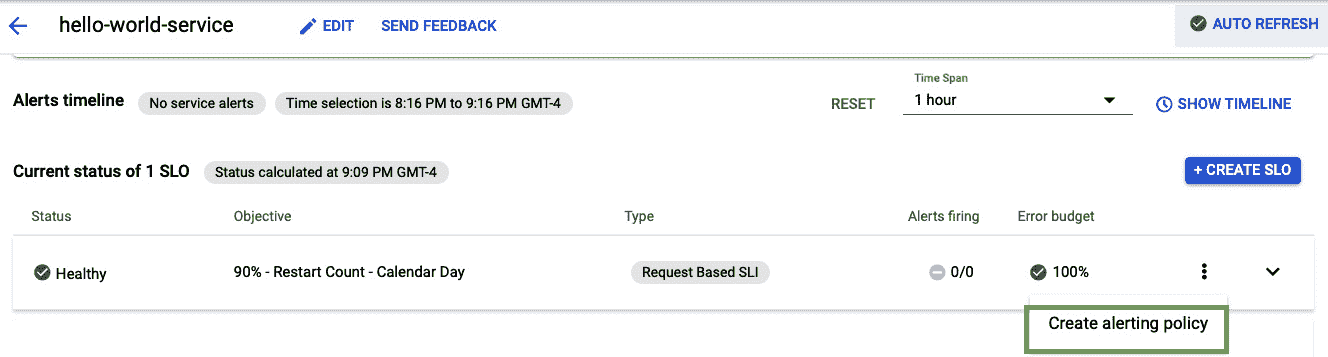 hello-world-service EDIT SEND FEEDBACK AUTO REFRESH
Time Span
Alerts timeline No service alerts Time selection is 8:16 PM to 9:16 PM GMT-4 RESET 1 hour SHOW TIMELINE
Current status of 1 SLO Status calculated at 9:09 PM GMT-4 + CREATE SLO
Status Objective Type Alerts firing Error budget
Healthy 90% - Restart Count - Calendar Day Request Based SLI 0/0 100%
Create alerting policy